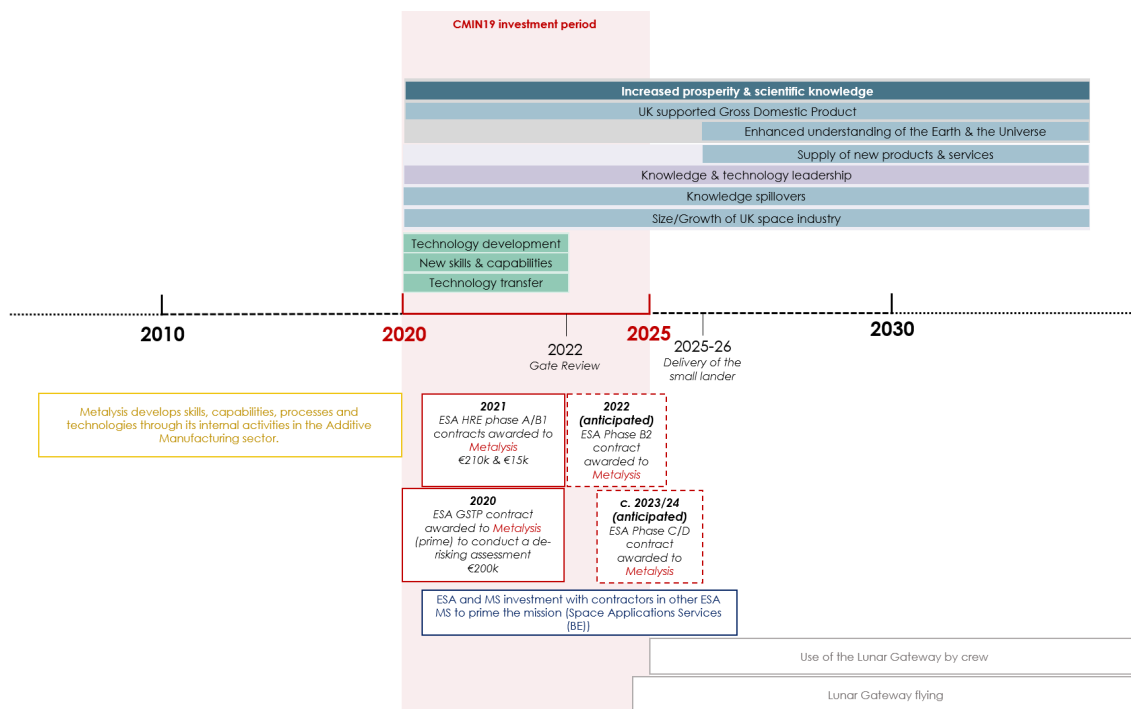 CMIN19 investment period
Increased prosperity & scientific knowledge
UK supported Gross Domestic Product
Enhanced understanding of the Earth & the Universe
Supply of new products & services
Knowledge & technology leadership
Knowledge spillovers
Size/Growth of UK space industry
Technology development
New skills & capabilities
Technology transfer
2010
2020
2025
2030
2022
Gate Review
2025-26
Delivery of the
small lander
Metalysis develops skills, capabilities, processes and
technologies through its internal activities in the Additive
Manufacturing sector.
2021
ESA HRE phase A/B1
contracts awarded to
Metalysis
€210k & €15k
2022
(anticipated)
ESA Phase B2
contract
awarded to
Metalysis
2020
ESA GSTP contract
awarded to Metalysis
(prime) to conduct a de-
risking assessment
€200k
c. 2023/24
(anticipated)
ESA Phase C/D
contract
awarded to
Metalysis
ESA and MS investment with contractors in other ESA
MS to prime the mission (Space Applications Services
(BE))
Use of the Lunar Gateway by crew
Lunar Gateway flying